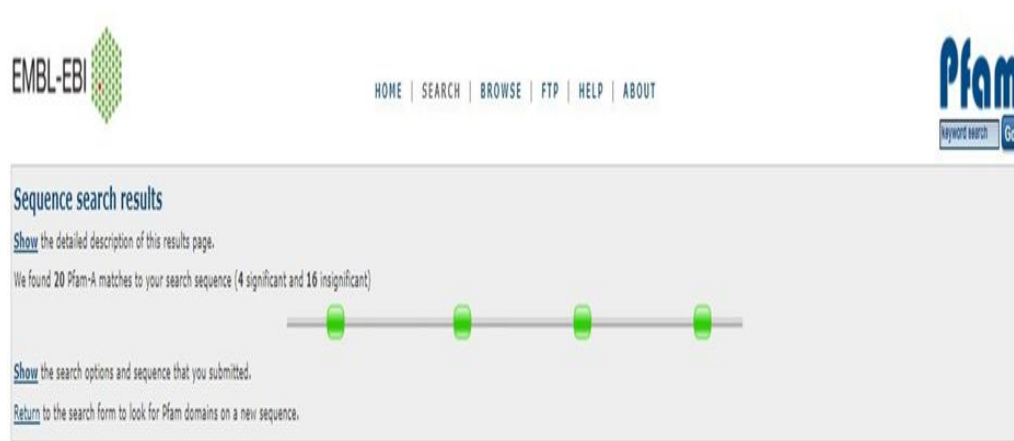 EMBL-EBI
HOME | SEARCH | BROWSE | FTP | HELP | ABOUT
Pfam
keyword search Go
Sequence search results
Show the detailed description of this results page.
We found 20 Pfam-A matches to your search sequence (4 significant and 16 insignificant)
Show the search options and sequence that you submitted.
Return to the search form to look for Pfam domains on a new sequence.